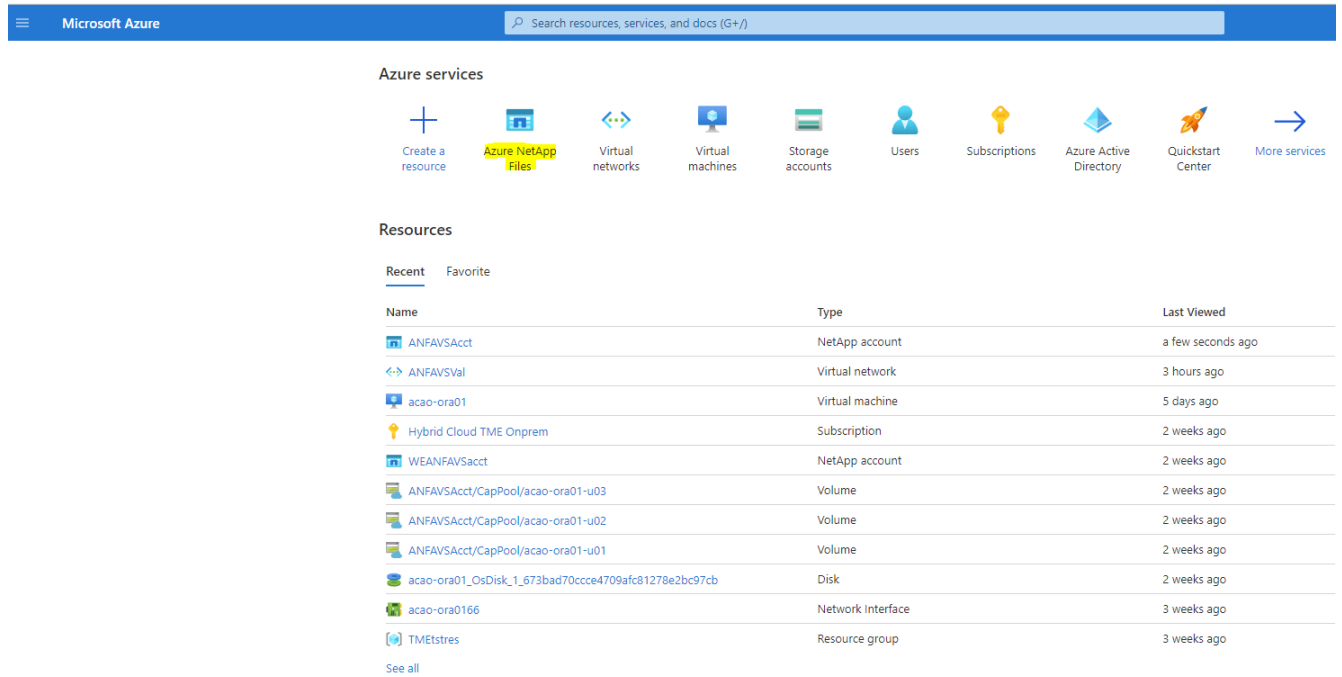 Microsoft Azure
Search resources, services, and docs (G+/)
Azure services
Create a resource
Azure NetApp Files
Virtual networks
Virtual machines
Storage accounts
Users
Subscriptions
Azure Active Directory
Quickstart Center
More services
Resources
Recent Favorite
Name Type Last Viewed
ANFAVSAcct NetApp account a few seconds ago
ANFAVSVal Virtual network 3 hours ago
acao-ora01 Virtual machine 5 days ago
Hybrid Cloud TME Onprem Subscription 2 weeks ago
WEANFAVSacct NetApp account 2 weeks ago
ANFAVSAcct/CapPool/acao-ora01-u03 Volume 2 weeks ago
ANFAVSAcct/CapPool/acao-ora01-u02 Volume 2 weeks ago
ANFAVSAcct/CapPool/acao-ora01-u01 Volume 2 weeks ago
acao-ora01_OsDisk_1_673bad70ccce4709afc81278e2bc97cb Disk 2 weeks ago
acao-ora0166 Network Interface 3 weeks ago
TMEtstres Resource group 3 weeks ago
See all